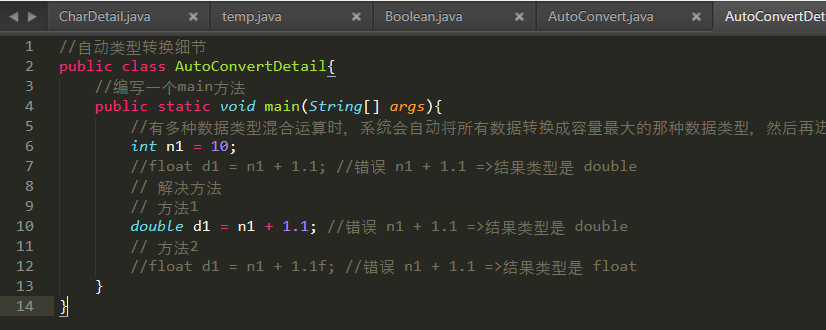 CharDetail.java × temp.java × Boolean.java × AutoConvert.java × AutoConvertDet
1 //自动类型转换细节
2 public class AutoConvertDetail{
3 //编写一个main方法
4 public static void main(String[] args){
5 //有多种数据类型混合运算时，系统会自动将所有数据转换成容量最大的那种数据类型，然后再进
6 int n1 = 10;
7 //float d1 = n1 + 1.1; //错误 n1 + 1.1 =>结果类型是 double
8 // 解决方法
9 // 方法1
10 double d1 = n1 + 1.1; //错误 n1 + 1.1 =>结果类型是 double
11 // 方法2
12 //float d1 = n1 + 1.1f; //错误 n1 + 1.1 =>结果类型是 float
13 }
14 }